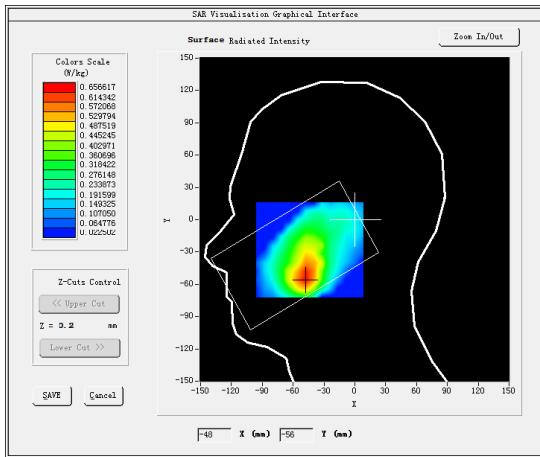 SAR Visualisation Graphical Interface
Surface Radiated Intensity
Zoom In/Out
Colors Scale
(W/kg)
0.656617
0.614342
0.572068
0.529794
0.487519
0.445245
0.402971
0.360696
0.318422
0.276148
0.233873
0.191599
0.149325
0.107050
0.064776
0.022502
150
120
90
60
30
0
-30
-60
-90
-120
-150
Y
-150 -120 -90 -60 -30 0 30 60 90 120 150
X
Z-Cuts Control
<< Upper Cut
Z = 0.2 mm
Lower Cut >>
SAVE Cancel
-48 X (mm) -56 Y (mm)